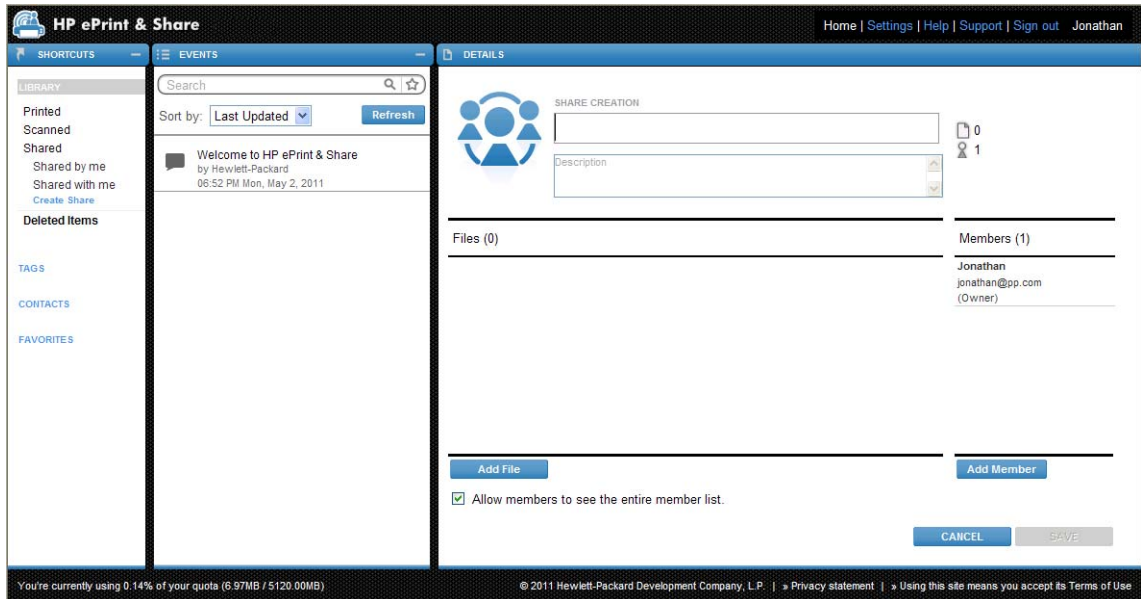 HP ePrint & Share
Home | Settings | Help | Support | Sign out Jonathan
SHORTCUTS
LIBRARY
Printed
Scanned
Shared
Shared by me
Shared with me
Create Share
Deleted Items
TAGS
CONTACTS
FAVORITES
EVENTS
Search
Sort by: Last Updated Refresh
Welcome to HP ePrint & Share
by Hewlett-Packard
06:52 PM Mon, May 2, 2011
DETAILS
SHARE CREATION
Description
0
1
Files (0)
Members (1)
Jonathan
jonathan@pp.com
(Owner)
Add File
Add Member
Allow members to see the entire member list.
CANCEL SAVE
You're currently using 0.14% of your quota (6.97MB / 5120.00MB)
© 2011 Hewlett-Packard Development Company, L.P. | » Privacy statement | » Using this site means you accept its Terms of Use